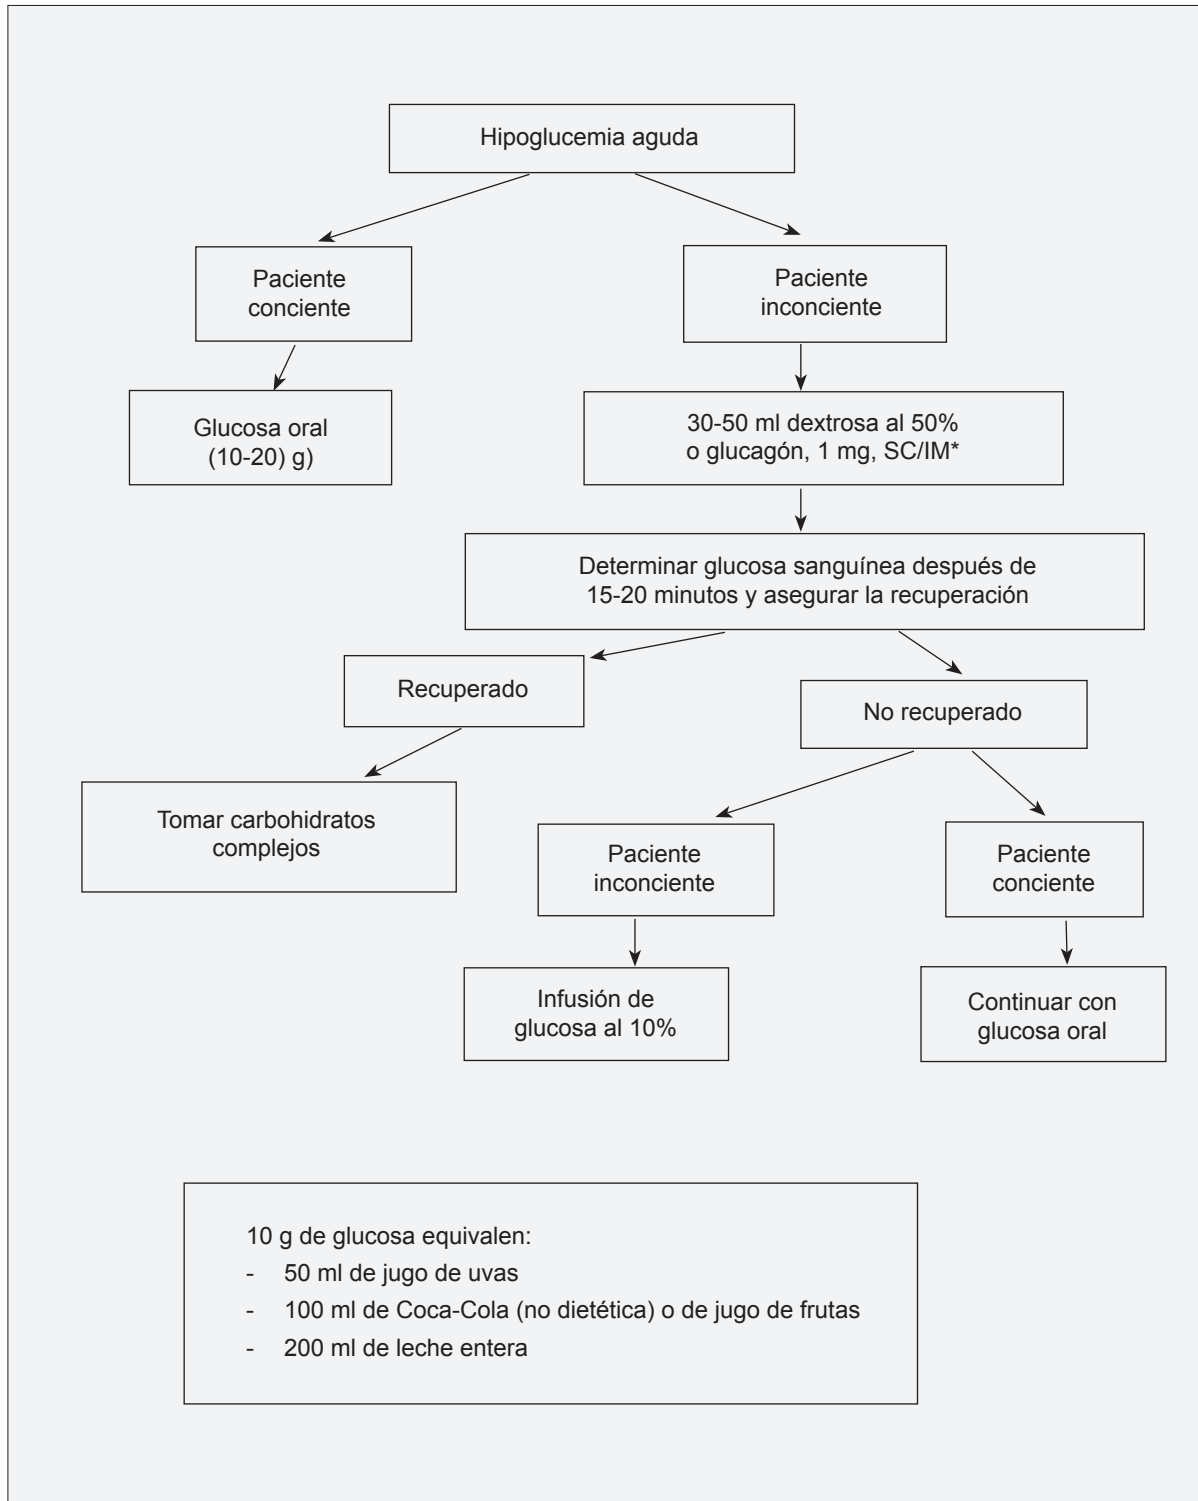 Hipoglucemia aguda
Paciente
conciente
Paciente
inconciente
Glucosa oral
(10-20) g)
30-50 ml dextrosa al 50%
o glucagón, 1 mg, SC/IM*
Determinar glucosa sanguínea después de
15-20 minutos y asegurar la recuperación
Recuperado
No recuperado
Tomar carbohidratos
complejos
Paciente
inconciente
Paciente
conciente
Infusión de
glucosa al 10%
Continuar con
glucosa oral
10 g de glucosa equivalen:
- 50 ml de jugo de uvas
- 100 ml de Coca-Cola (no dietética) o de jugo de frutas
- 200 ml de leche entera